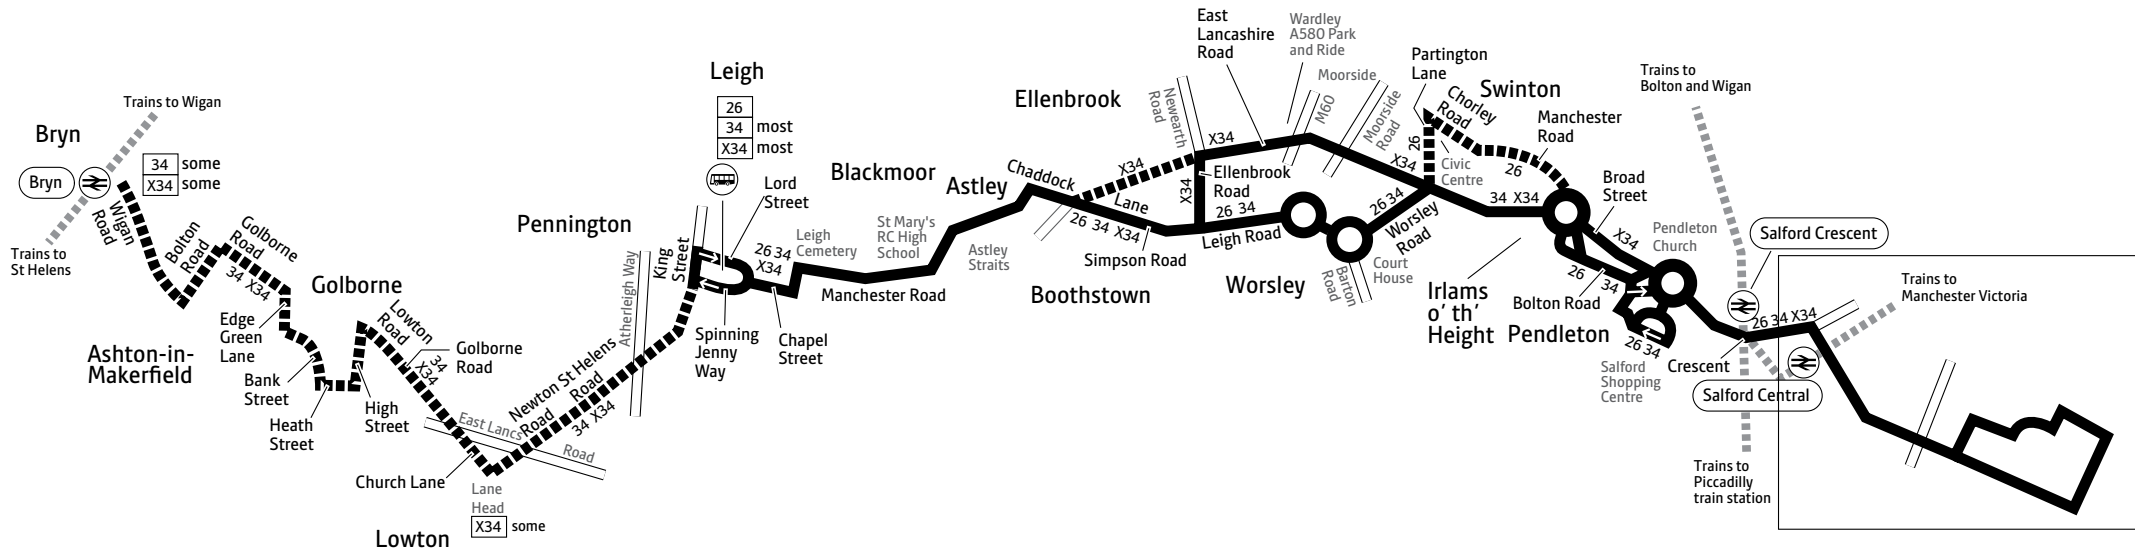 Trains to Wigan
Bryn
Bryn
34 some
X34 some
Trains to
St Helens
Wigan
Road
Bolton
Road
Golborne
Road
34 X34
Ashton-in-
Makerfield
Edge
Green
Lane
Bank
Street
Heath
Street
Golborne
High
Street
Lowton
Road
34
X34
Golborne
Road
Church Lane
Lane
Head
X34 some
Lowton
East Lancs
Road
Newton St Helens
Road
Road
34 X34
Atherleigh Way
Pennington
King
Street
Leigh
26
34 most
X34 most
Lord
Street
Spinning
Jenny
Way
26 34
X34
Chapel
Street
Leigh
Cemetery
Blackmoor
Manchester Road
St Mary's
RC High
School
Astley
Astley
Straits
Chaddock
Lane
X34
26 34 X34
Simpson Road
Boothstown
Ellenbrook
Newearth
Road
X34
X34
Ellenbrook
Road
26 34
Leigh Road
Worsley
East
Lancashire
Road
Wardley
A580 Park
and Ride
M60
Moorside
Moorside
Road
X34
Barton
Road
Court
House
26 34
Worsley
Road
Partington
Lane
26
Civic
Centre
Chorley
Road
Swinton
26
Manchester
Road
34 X34
Irlams
o' th'
Height
Broad
Street
X34
26
34
Bolton Road
Pendleton
26 34
Pendleton
Church
Salford
Shopping
Centre
Trains to
Bolton and Wigan
Salford Crescent
Crescent
26 34 X34
Salford Central
Trains to
Manchester Victoria
Trains to
Piccadilly
train station